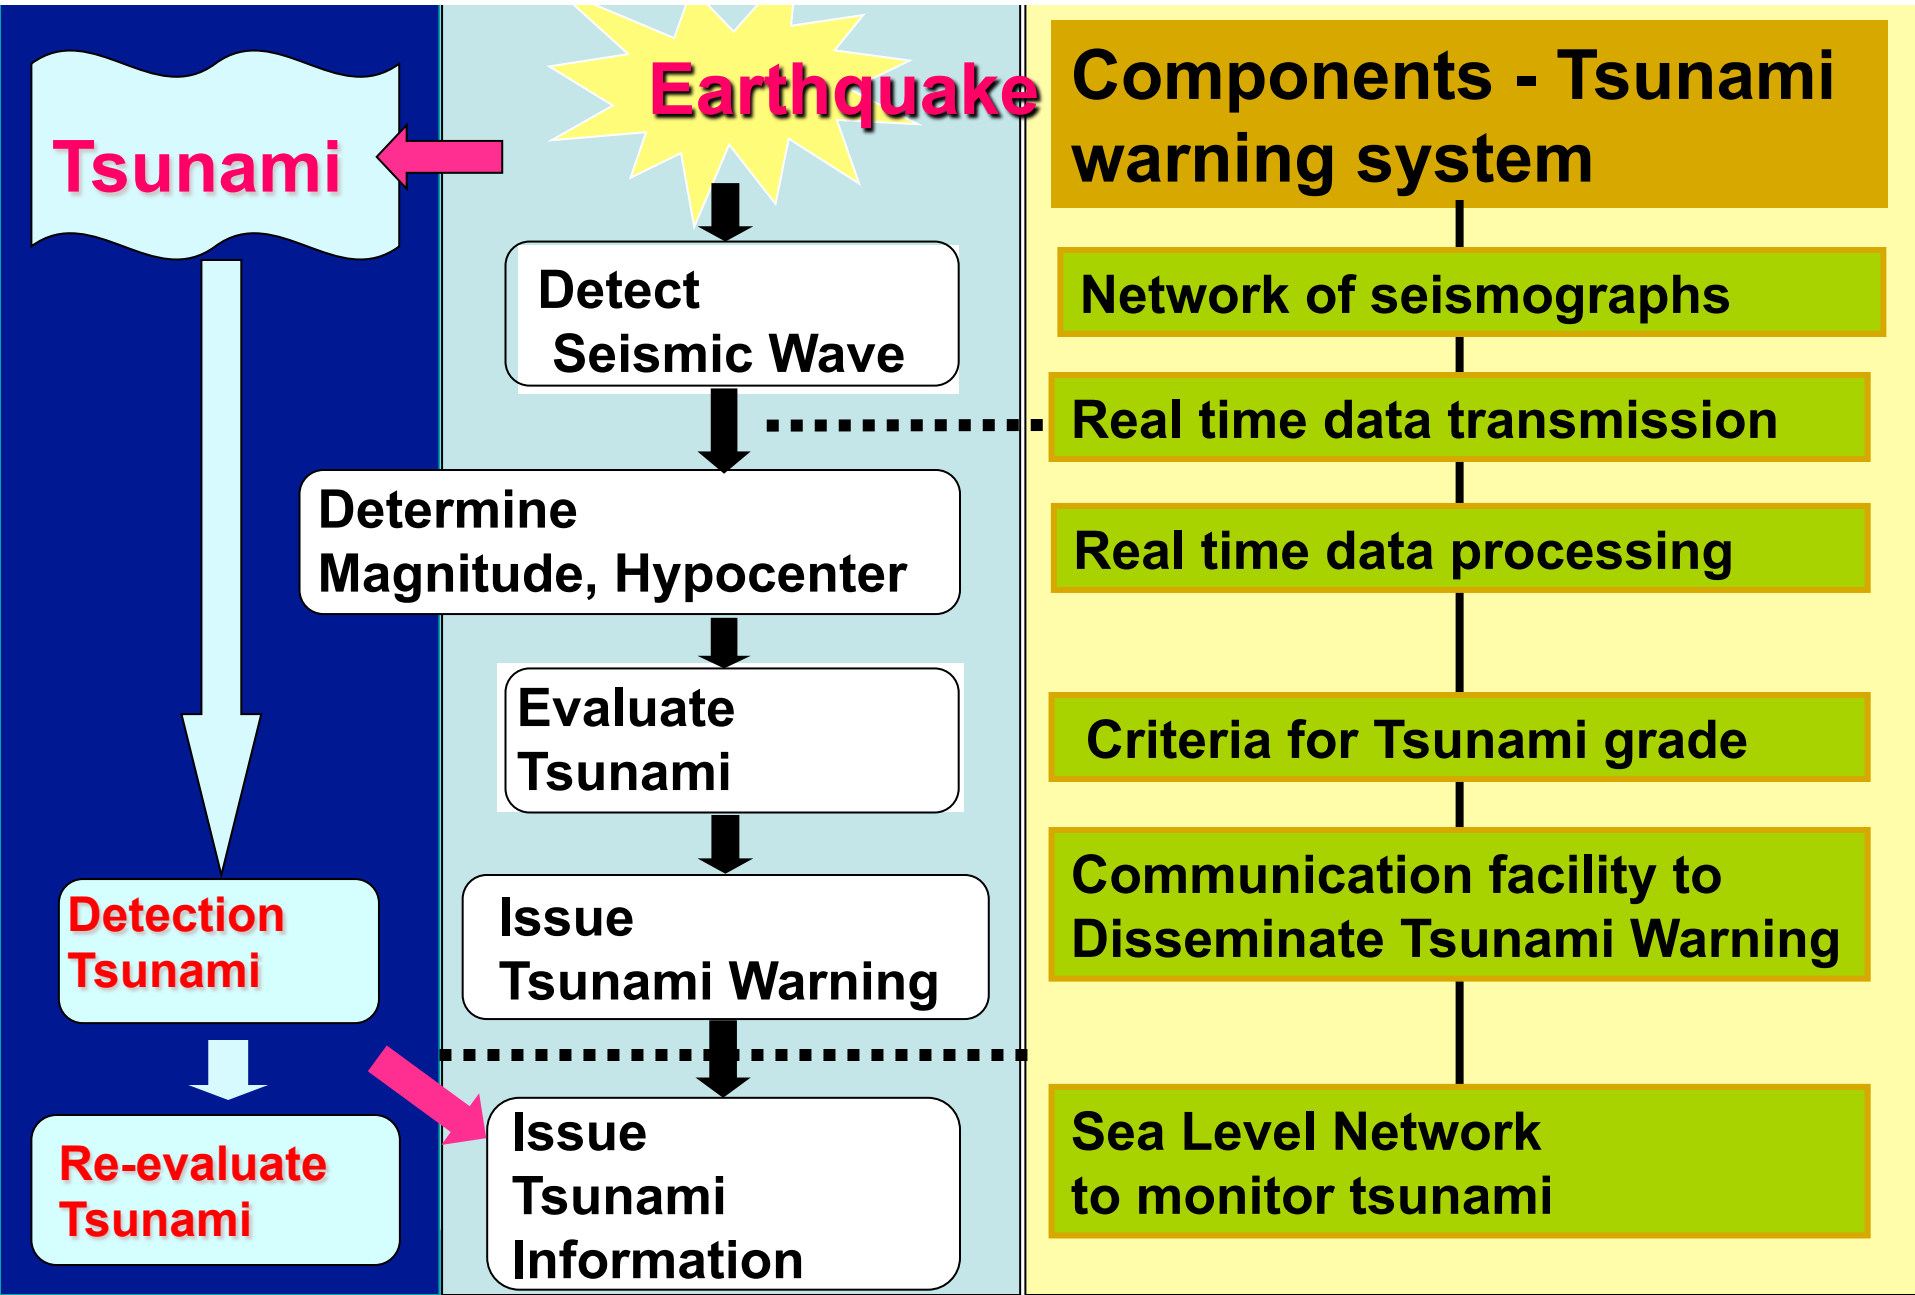 Tsunami
Earthquake
Components - Tsunami
warning system
Detect
Seismic Wave
Network of seismographs
Real time data transmission
Determine
Magnitude, Hypocenter
Real time data processing
Evaluate
Tsunami
Criteria for Tsunami grade
Detection
Tsunami
Issue
Tsunami Warning
Communication facility to
Disseminate Tsunami Warning
Re-evaluate
Tsunami
Issue
Tsunami
Information
Sea Level Network
to monitor tsunami